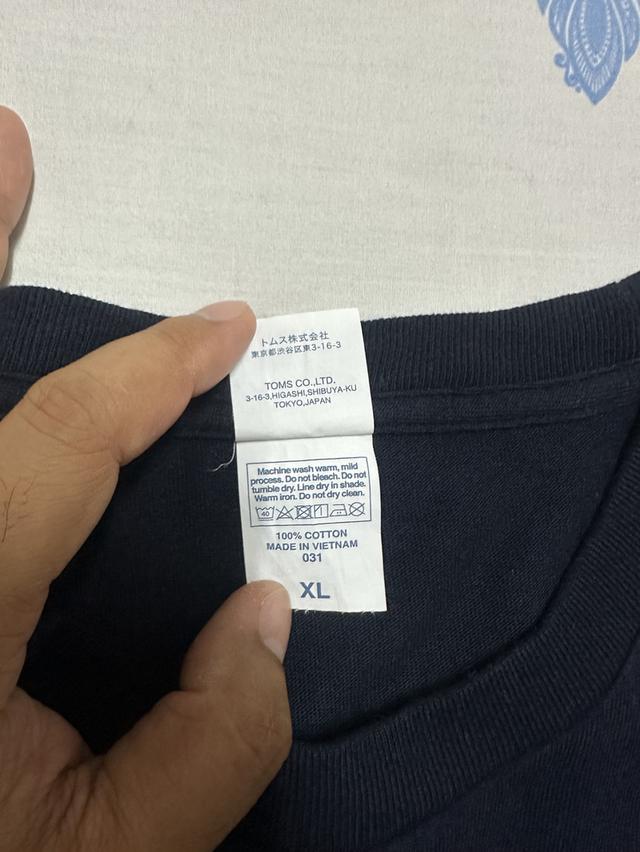 トムス株式会社
東京都渋谷区東3-16-3
TOMS CO.,LTD.
3-16-3,HIGASHI,SHIBUYA-KU
TOKYO,JAPAN
Machine wash warm, mild
process. Do not bleach. Do not
tumble dry. Line dry in shade.
Warm iron. Do not dry clean.
40
100% COTTON
MADE IN VIETNAM
031
XL